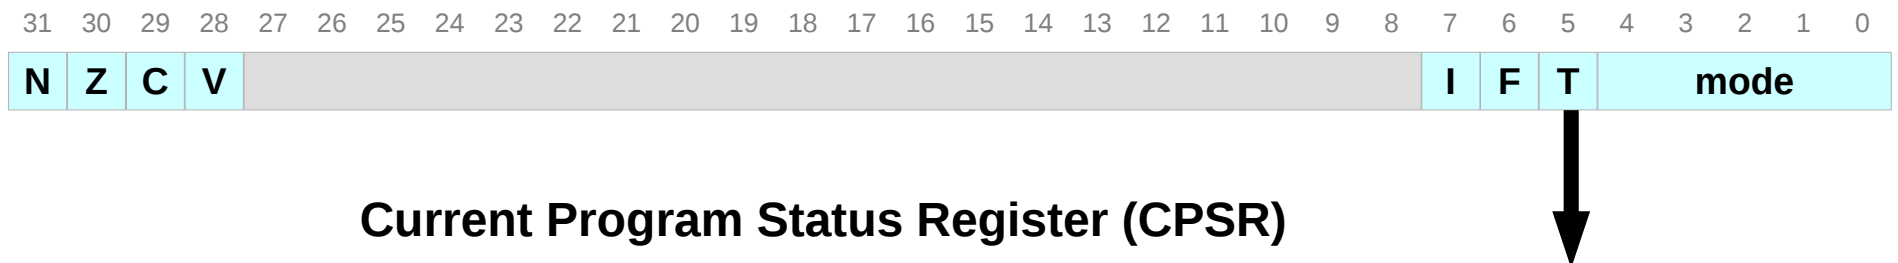 31 30 29 28 27 26 25 24 23 22 21 20 19 18 17 16 15 14 13 12 11 10 9 8 7 6 5 4 3 2 1 0
N Z C V I F T mode
Current Program Status Register (CPSR)